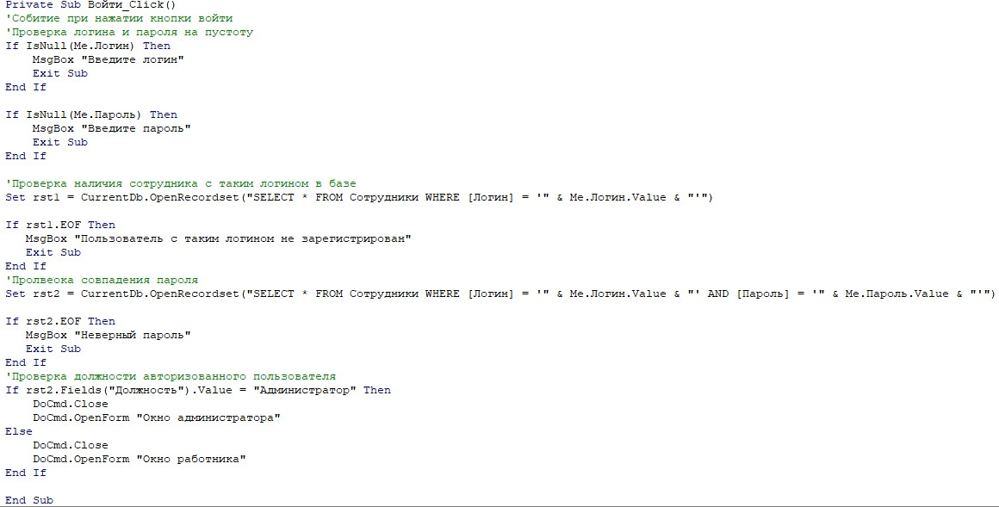 Private Sub Войти_Click()
'Собитие при нажатии кнопки войти
'Проверка логина и пароля на пустоту
If IsNull(Me.Логин) Then
    MsgBox "Введите логин"
    Exit Sub
End If

If IsNull(Me.Пароль) Then
    MsgBox "Введите пароль"
    Exit Sub
End If

'Проверка наличия сотрудника с таким логином в базе
Set rst1 = CurrentDb.OpenRecordset("SELECT * FROM Сотрудники WHERE [Логин] = '" & Me.Логин.Value & "'")

If rst1.EOF Then
   MsgBox "Пользователь с таким логином не зарегистрирован"
   Exit Sub
End If
'Пролвеока совпадения пароля
Set rst2 = CurrentDb.OpenRecordset("SELECT * FROM Сотрудники WHERE [Логин] = '" & Me.Логин.Value & "' AND [Пароль] = '" & Me.Пароль.Value & "'")

If rst2.EOF Then
   MsgBox "Неверный пароль"
   Exit Sub
End If
'Проверка должности авторизованного пользователя
If rst2.Fields("Должность").Value = "Администратор" Then
    DoCmd.Close
    DoCmd.OpenForm "Окно администратора"
Else
    DoCmd.Close
    DoCmd.OpenForm "Окно работника"
End If

End Sub